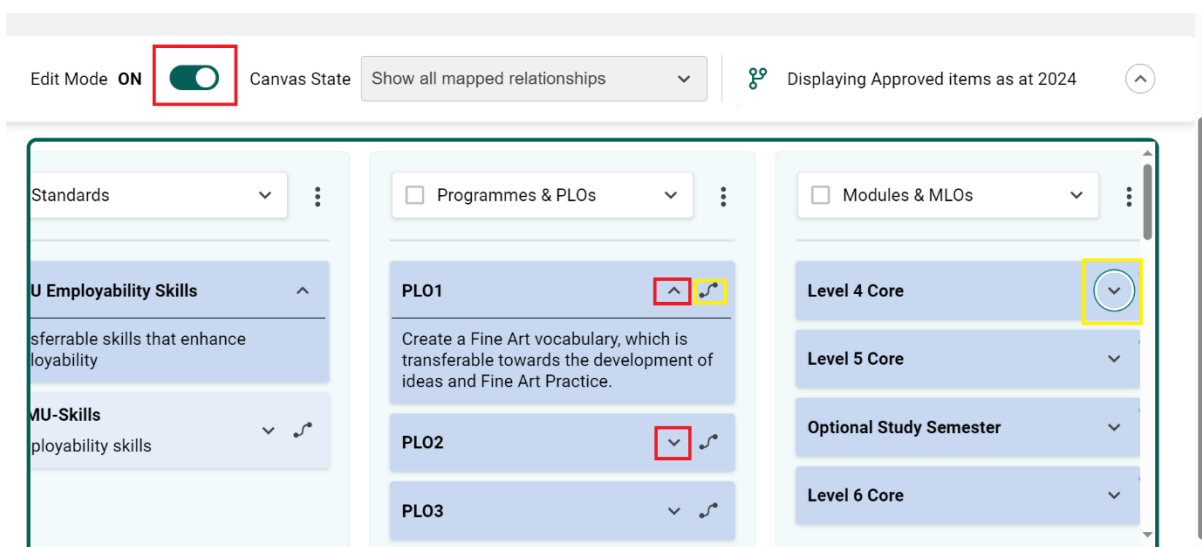 Edit Mode ON
Canvas State
Show all mapped relationships
Displaying Approved items as at 2024
Standards
U Employability Skills
sferrable skills that enhance
loyability
MU-Skills
ployability skills
Programmes & PLOs
PLO1
Create a Fine Art vocabulary, which is
transferable towards the development of
ideas and Fine Art Practice.
PLO2
PLO3
Modules & MLOs
Level 4 Core
Level 5 Core
Optional Study Semester
Level 6 Core